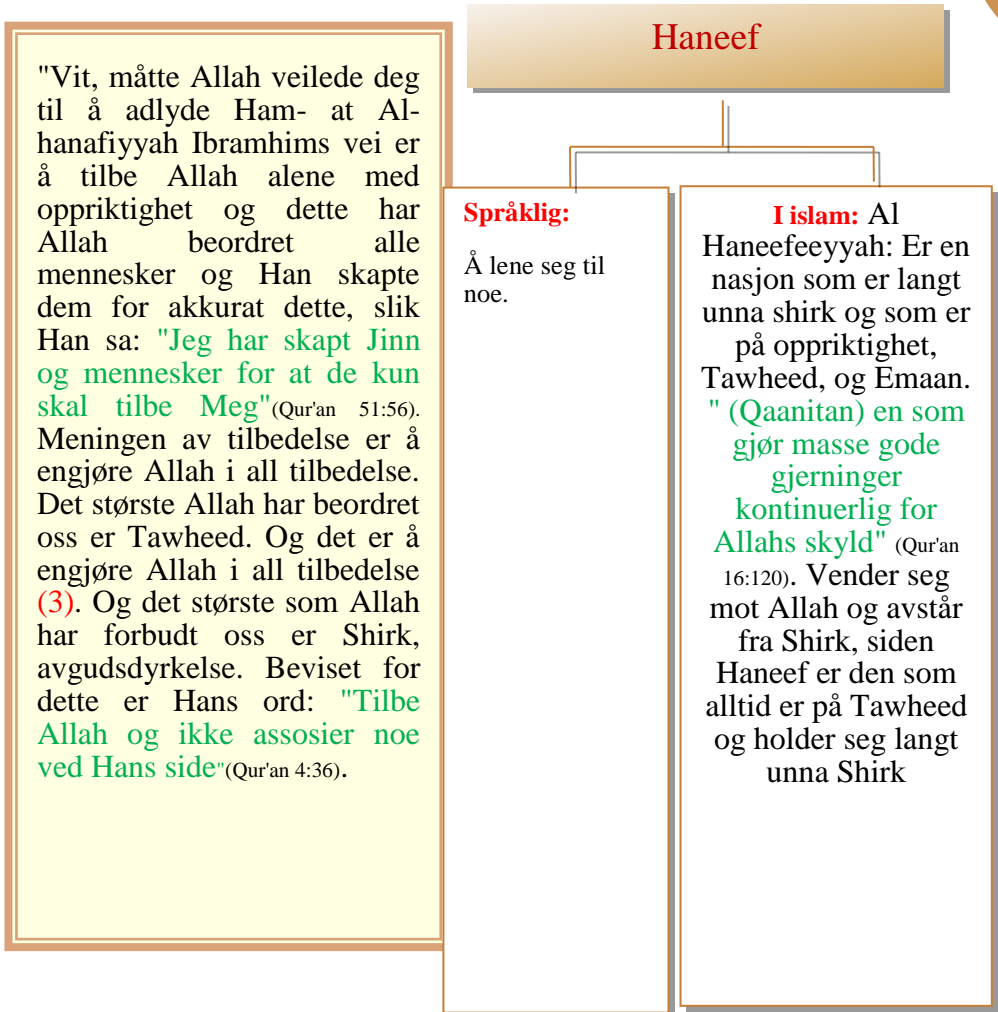 "Vit, måtte Allah veilede deg
til å adlyde Ham- at Al-
hanafiyyah Ibramhims vei er
å tilbe Allah alene med
oppriktighet og dette har
Allah beordret alle
mennesker og Han skapte
dem for akkurat dette, slik
Han sa: "Jeg har skapt Jinn
og mennesker for at de kun
skal tilbe Meg"(Qur'an 51:56).
Meningen av tilbedelse er å
engjøre Allah i all tilbedelse.
Det største Allah har beordret
oss er Tawheed. Og det er å
engjøre Allah i all tilbedelse
(3). Og det største som Allah
har forbudt oss er Shirk,
avgudsdyrkelse. Beviset for
dette er Hans ord: "Tilbe
Allah og ikke assosier noe
ved Hans side"(Qur'an 4:36).
Haneef
Språklig:
Å lene seg til
noe.
I islam: Al
Haneefeeyyah: Er en
nasjon som er langt
unna shirk og som er
på oppriktighet,
Tawheed, og Emaan.
" (Qaanitan) en som
gjør masse gode
gjerninger
kontinuerlig for
Allahs skyld" (Qur'an
16:120). Vender seg
mot Allah og avstår
fra Shirk, siden
Haneef er den som
alltid er på Tawheed
og holder seg langt
unna Shirk